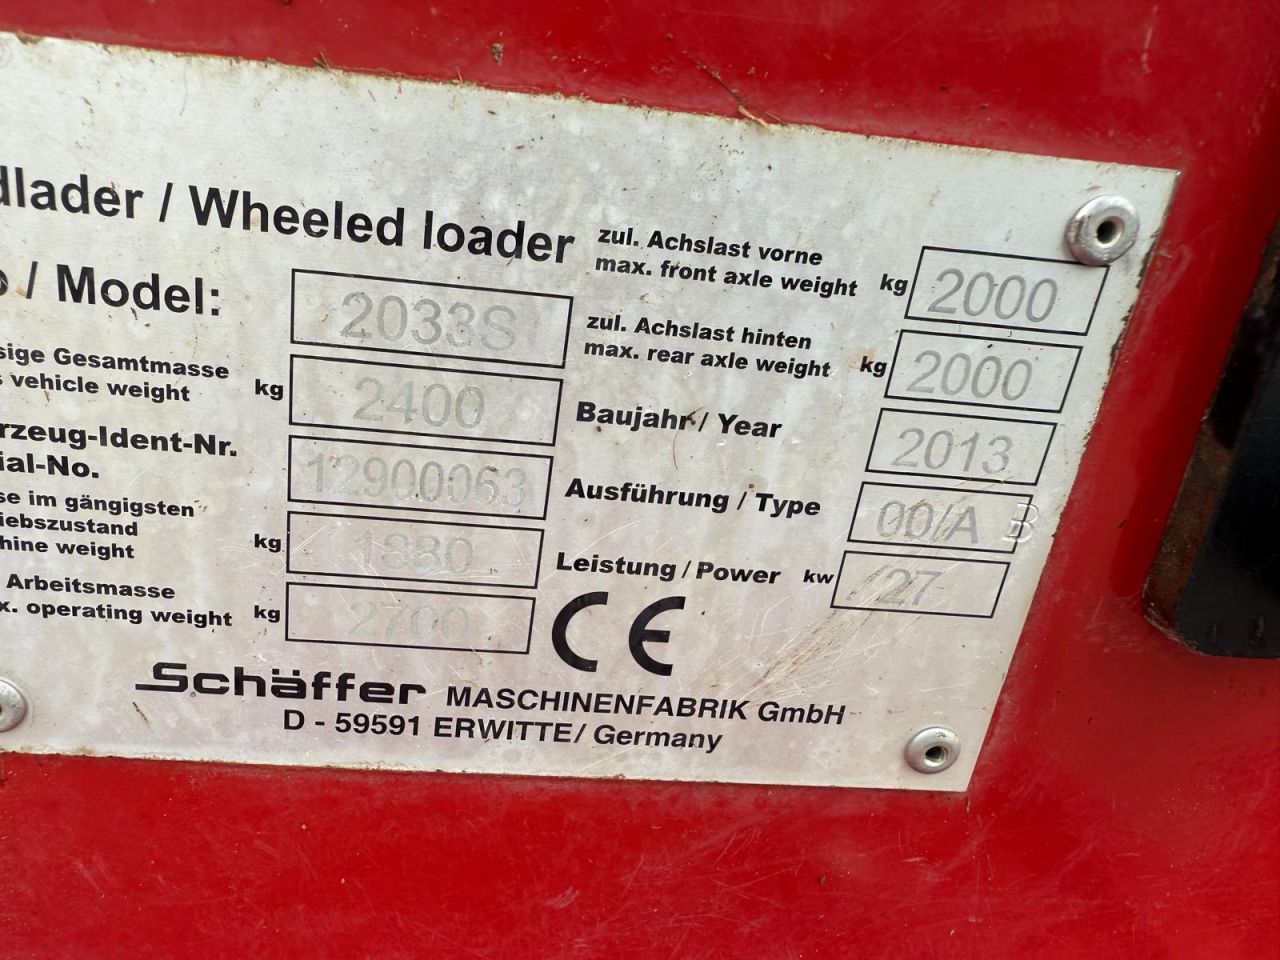 dlader / Wheeled loader
/ Model: 2033S
sige Gesamtmasse
s vehicle weight kg 2400
rzeug-Ident-Nr.
ial-No. 12900063
se im gängigsten
iebszustand
hine weight kg 1880
Arbeitsmasse
x. operating weight kg 2700
zul. Achslast vorne
max. front axle weight kg 2000
zul. Achslast hinten
max. rear axle weight kg 2000
Baujahr / Year 2013
Ausführung / Type 00/A B
Leistung / Power kw 27
CE
Schäffer MASCHINENFABRIK GmbH
D - 59591 ERWITTE / Germany